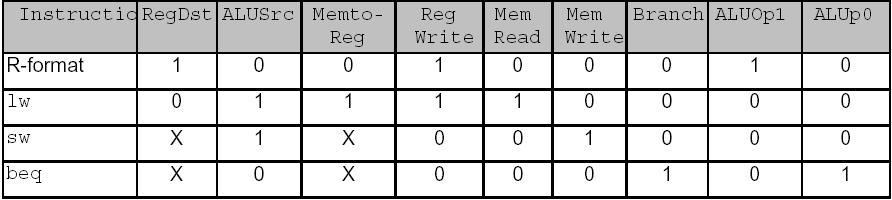 Instructio RegDst ALUSrc Memto- Reg Mem Mem Branch ALUOp1 ALUp0
Reg Write Read Write
R-format 1 0 0 1 0 0 0 1 0
lw 0 1 1 1 1 0 0 0 0
sw X 1 X 0 0 1 0 0 0
beq X 0 X 0 0 0 1 0 1